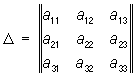 Δ = ‖ a₁₁ a₁₂ a₁₃ ‖
‖ a₂₁ a₂₂ a₂₃ ‖
‖ a₃₁ a₃₂ a₃₃ ‖